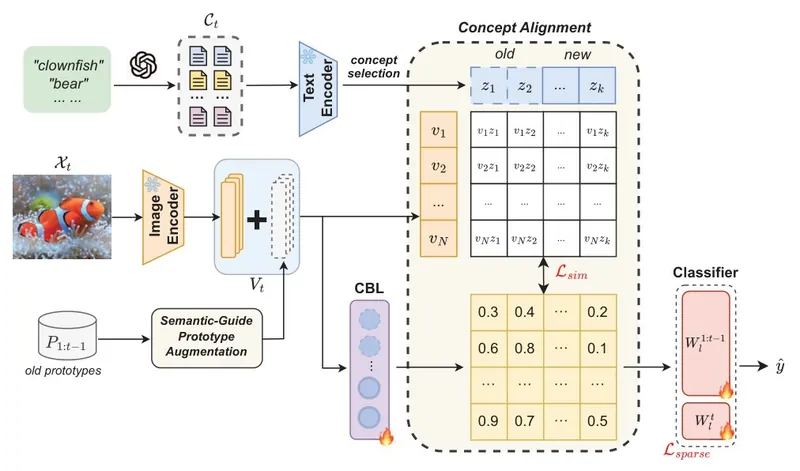 Concept Alignment
C_t
"clownfish"
"bear"
... ...
...
...
Text
Encoder
concept
selection
old new
z_1 z_2 ... z_k
X_t
Image
Encoder
+
V_t
v_1
v_2
...
v_N
v_1z_1 v_1z_2 ... v_1z_k
v_2z_1 v_2z_2 ... v_2z_k
... ... ... ...
v_Nz_1 v_Nz_2 ... v_Nz_k
L_sim
P_{1:t-1}
old prototypes
Semantic-Guide
Prototype
Augmentation
CBL
...
0.3 0.4 ... 0.2
0.6 0.8 ... 0.1
... ... ... ...
0.9 0.7 ... 0.5
Classifier
W_l^{1:t-1}
W_l^t
L_sparse
ŷ